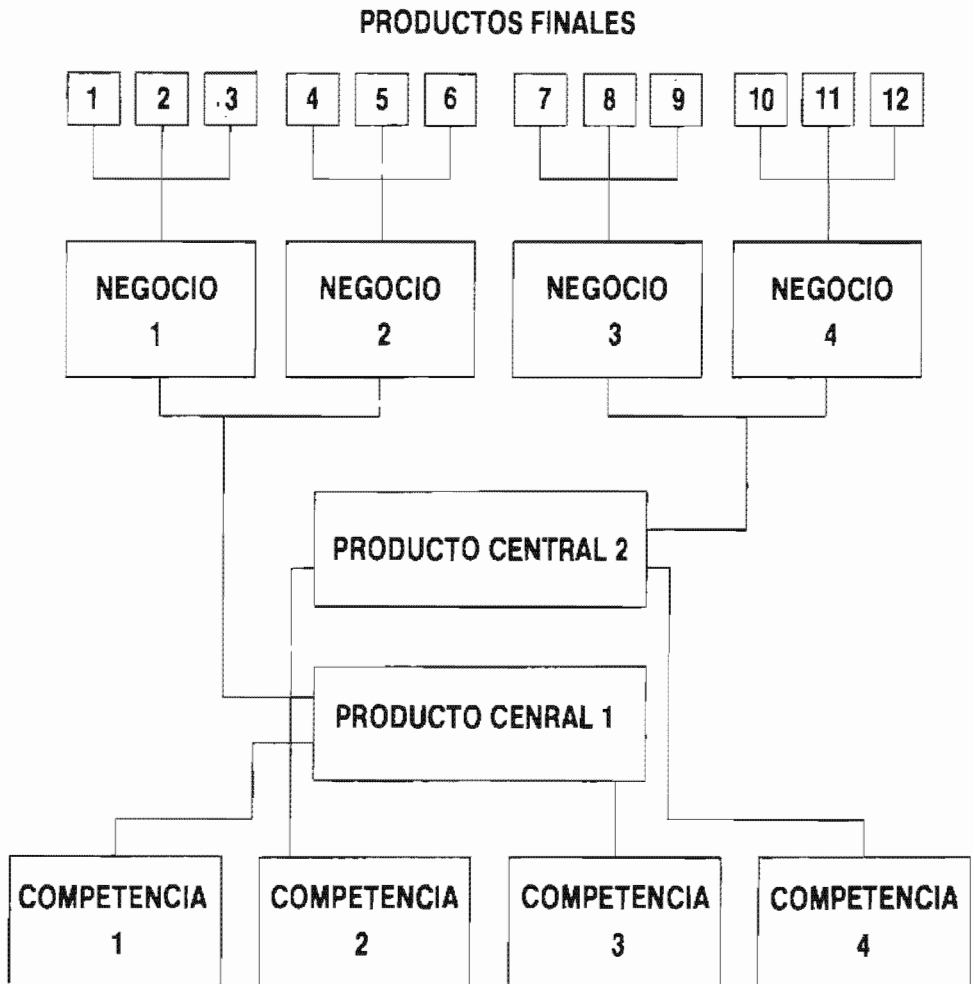 PRODUCTOS FINALES
1 2 3 4 5 6 7 8 9 10 11 12
NEGOCIO
1
NEGOCIO
2
NEGOCIO
3
NEGOCIO
4
PRODUCTO CENTRAL 2
PRODUCTO CENRAL 1
COMPETENCIA
1
COMPETENCIA
2
COMPETENCIA
3
COMPETENCIA
4